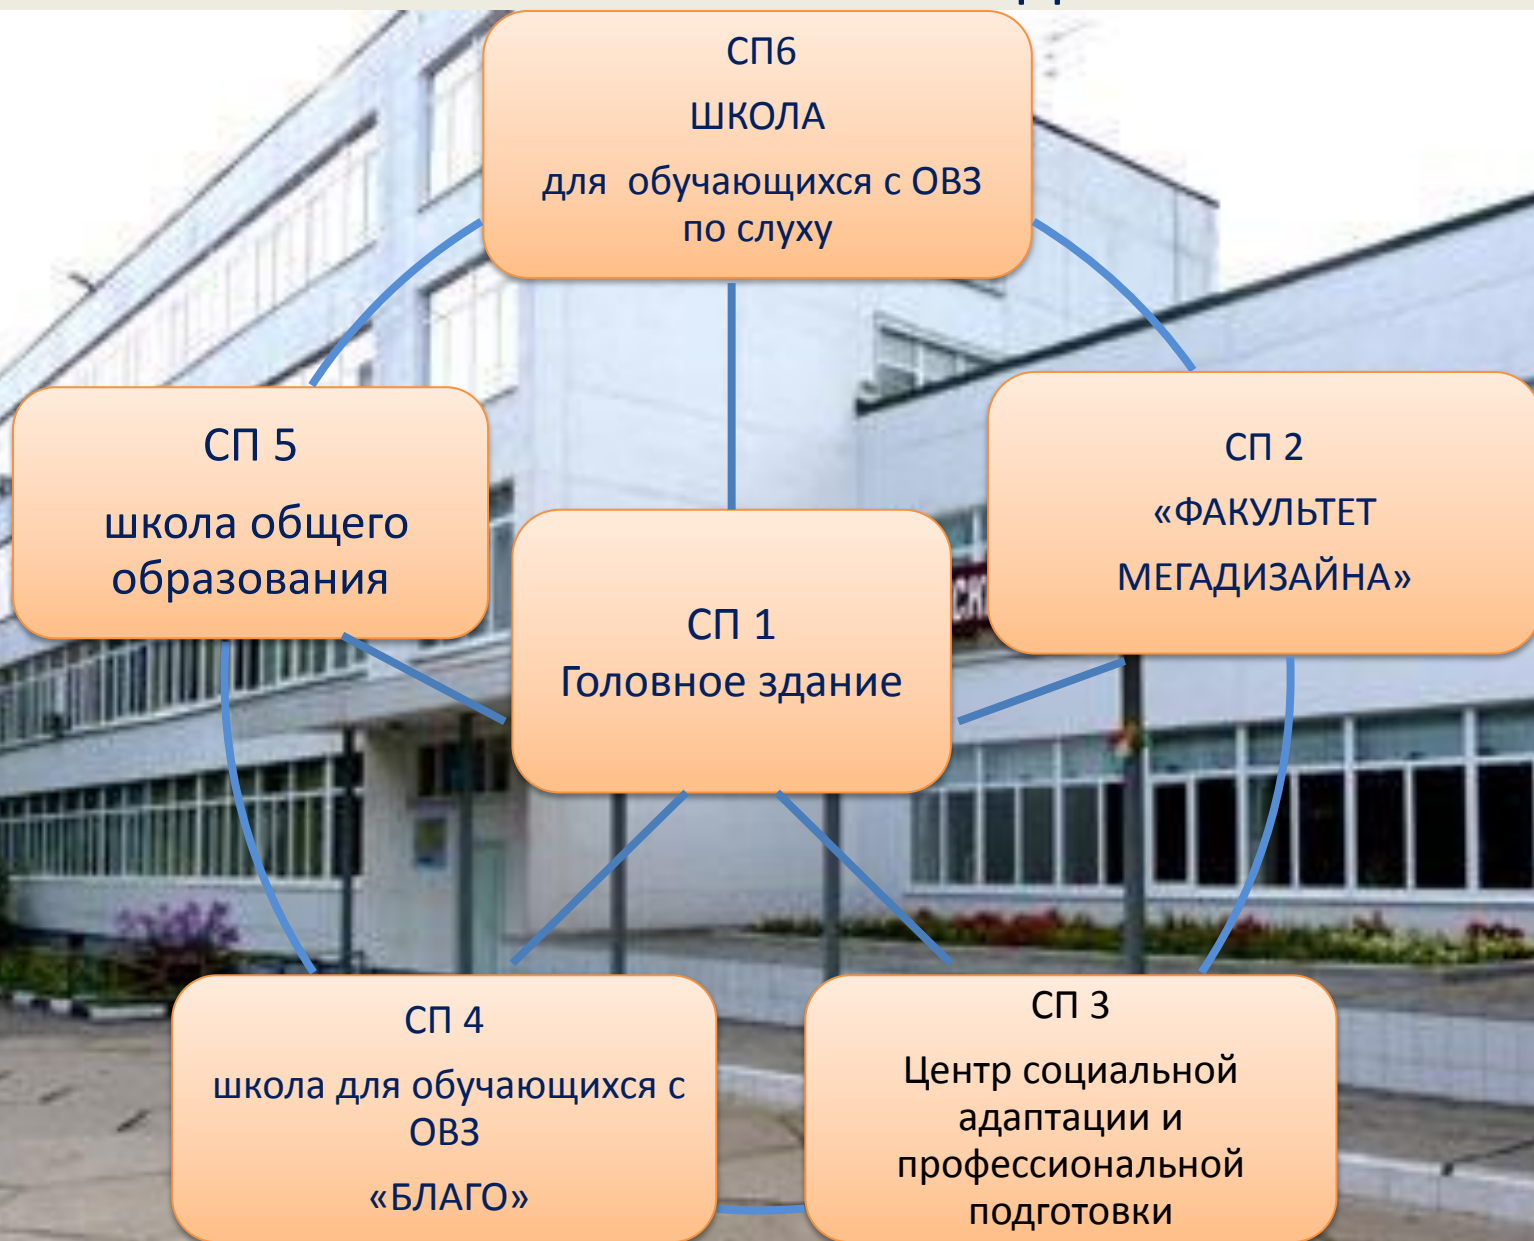 СП6
ШКОЛА
для обучающихся с ОВЗ
по слуху
СП 5
школа общего
образования
СП 2
«ФАКУЛЬТЕТ
МЕГАДИЗАЙНА»
СП 1
Головное здание
СП 4
школа для обучающихся с
ОВЗ
«БЛАГО»
СП 3
Центр социальной
адаптации и
профессиональной
подготовки